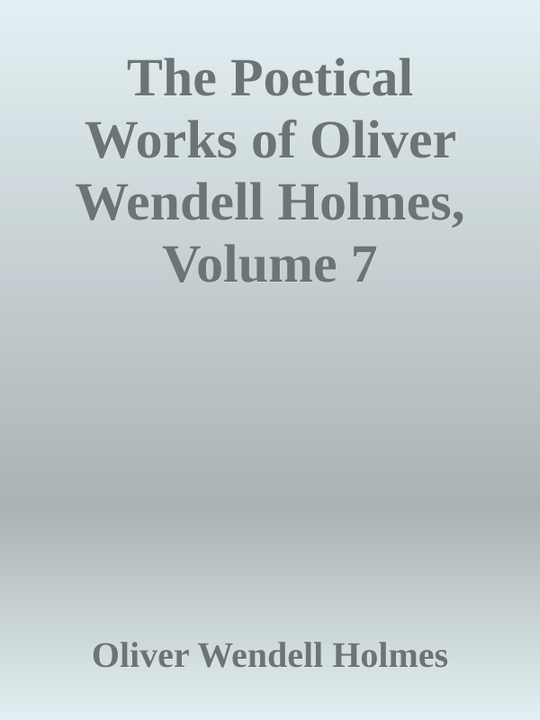 The Poetical
Works of Oliver
Wendell Holmes,
Volume 7
Oliver Wendell Holmes